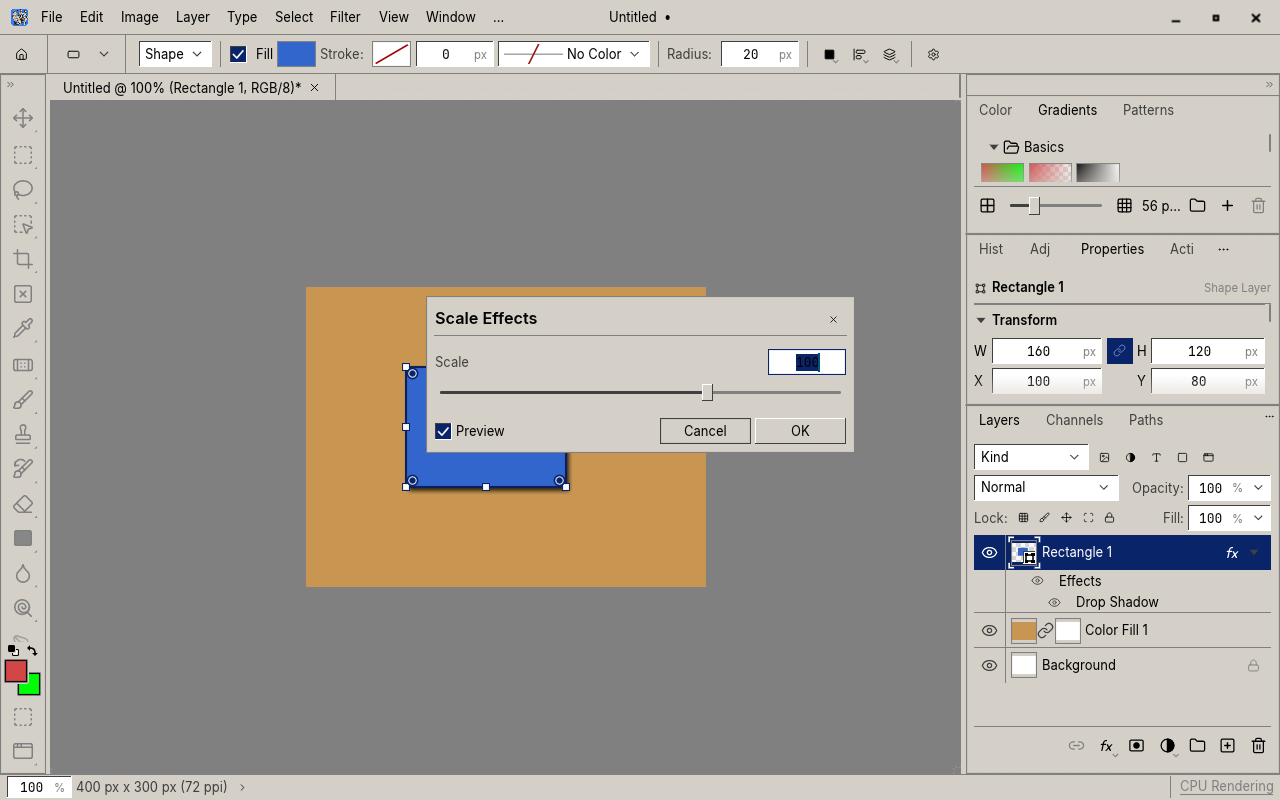 File Edit Image Layer Type Select Filter View Window ... Untitled •
Shape Fill Stroke: 0 px No Color Radius: 20 px
Untitled @ 100% (Rectangle 1, RGB/8)*
Color Gradients Patterns
Basics
56 p...
Hist Adj Properties Acti ...
Rectangle 1 Shape Layer
Transform
W 160 px H 120 px
X 100 px Y 80 px
Scale Effects
Scale 100
Preview Cancel OK
Layers Channels Paths ...
Kind
Normal Opacity: 100 %
Lock: Fill: 100 %
Rectangle 1 fx
Effects
Drop Shadow
Color Fill 1
Background
fx
100 % 400 px x 300 px (72 ppi) CPU Rendering